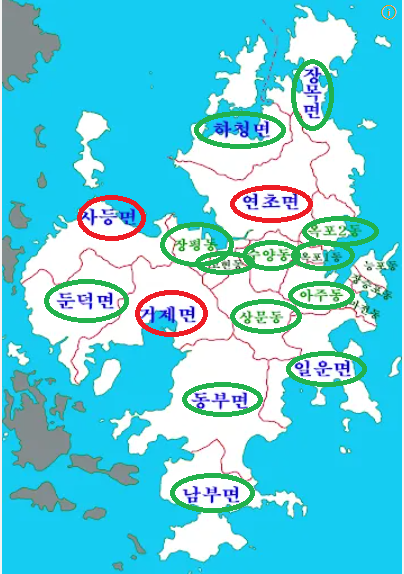 장목면
하청면
연초면
사등면
옥포2동
장평동
고현동
수양동
옥포1동
능포동
장승포동
아주동
마전동
둔덕면
거제면
상문동
일운면
동부면
남부면